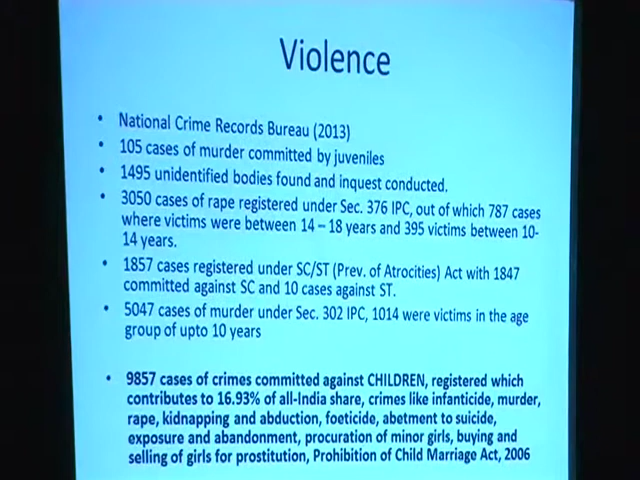 Violence
• National Crime Records Bureau (2013)
• 105 cases of murder committed by juveniles
• 1495 unidentified bodies found and inquest conducted.
• 3050 cases of rape registered under Sec. 376 IPC, out of which 787 cases
where victims were between 14 – 18 years and 395 victims between 10-
14 years.
• 1857 cases registered under SC/ST (Prev. of Atrocities) Act with 1847
committed against SC and 10 cases against ST.
• 5047 cases of murder under Sec. 302 IPC, 1014 were victims in the age
group of upto 10 years
• 9857 cases of crimes committed against CHILDREN, registered which
contributes to 16.93% of all-India share, crimes like infanticide, murder,
rape, kidnapping and abduction, foeticide, abetment to suicide,
exposure and abandonment, procuration of minor girls, buying and
selling of girls for prostitution, Prohibition of Child Marriage Act, 2006